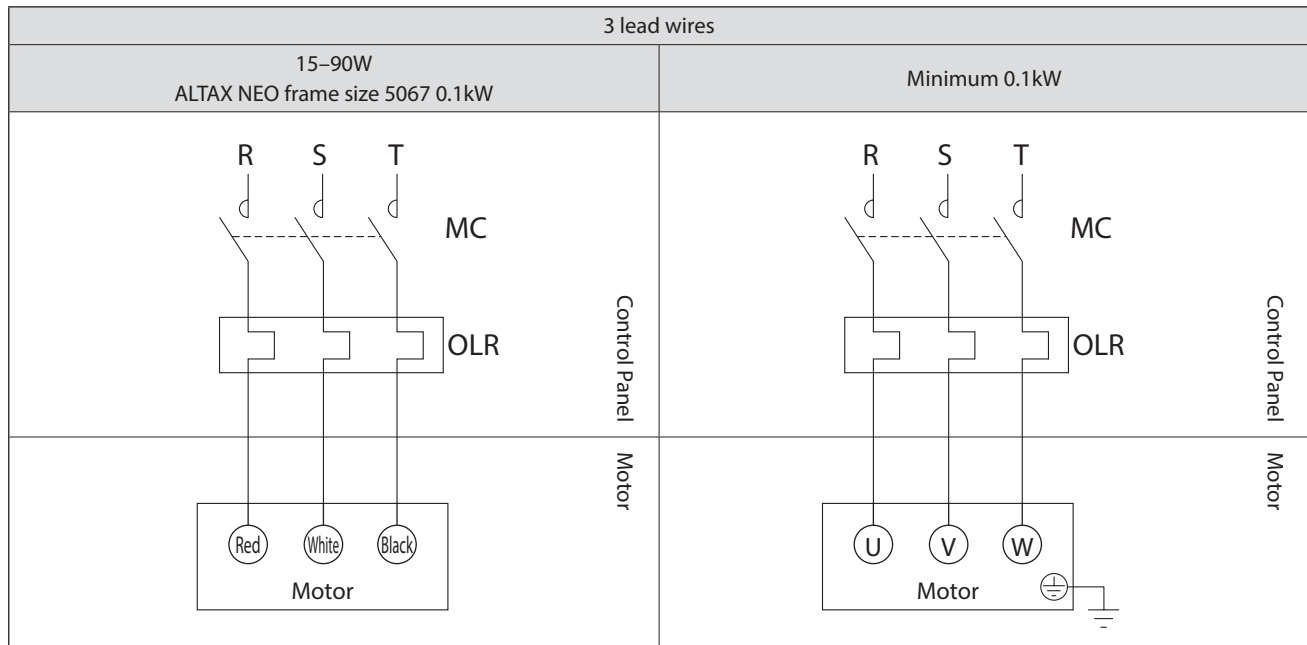 3 lead wires
15–90W
ALTAX NEO frame size 5067 0.1kW
Minimum 0.1kW
R S T
MC
OLR
Control Panel
Motor
Red White Black
Motor
R S T
MC
OLR
Control Panel
Motor
U V W
Motor